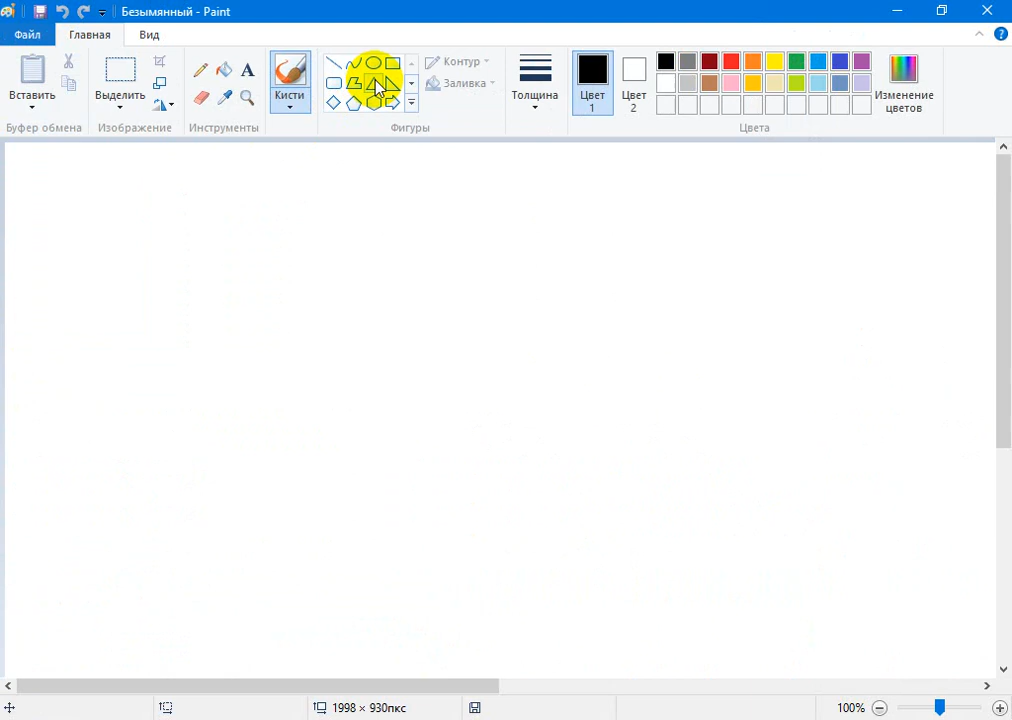 Безымянный - Paint
Файл
Главная
Вид
Вставить
Буфер обмена
Выделить
Изображение
A
Инструменты
Кисти
Контур
Заливка
Фигуры
Толщина
Цвет
1
Цвет
2
Изменение
цветов
Цвета
1998 × 930пкс
100%